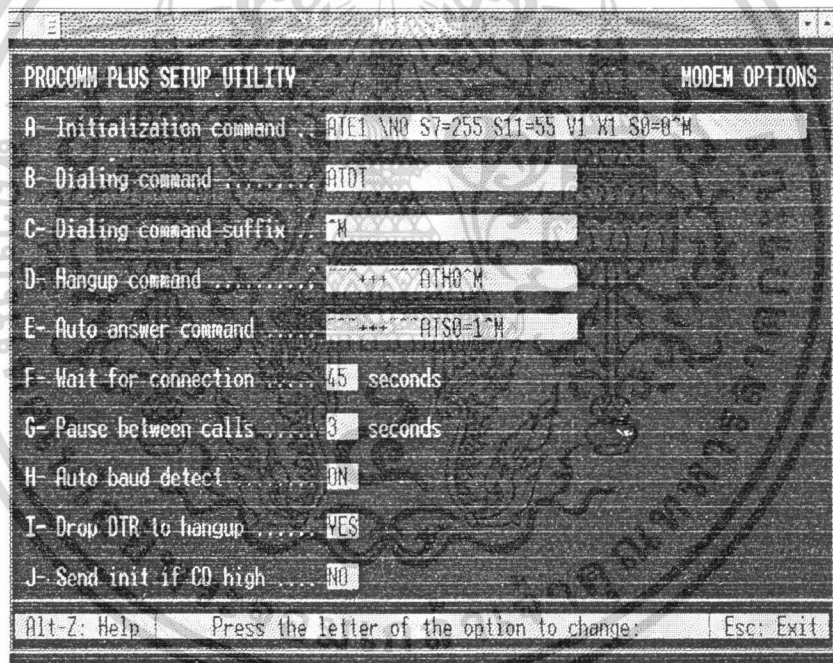 PROCOMM PLUS SETUP UTILITY MODEM OPTIONS
A- Initialization command .. ATE1 \N0 S7=255 S11=55 V1 X1 S0=0^M
B- Dialing command ......... ATDT
C- Dialing command suffix .. ^M
D- Hangup command .......... ~~~+++~~~ATH0^M
E- Auto answer command ..... ~~~+++~~~ATS0=1^M
F- Wait for connection ..... 45 seconds
G- Pause between calls ..... 3 seconds
H- Auto baud detect ........ ON
I- Drop DTR to hangup ...... YES
J- Send init if CD high .... NO
Alt-Z: Help Press the letter of the option to change: Esc: Exit